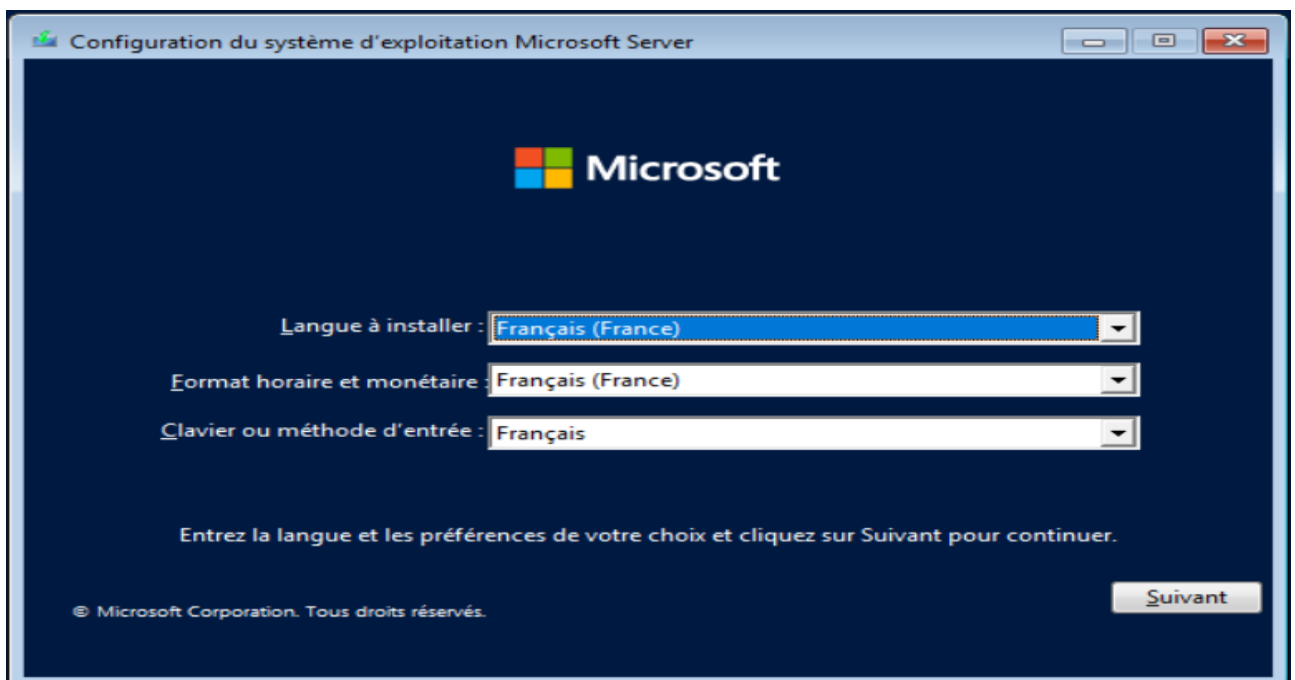 Configuration du système d'exploitation Microsoft Server
Microsoft
Langue à installer : Français (France)
Format horaire et monétaire : Français (France)
Clavier ou méthode d'entrée : Français
Entrez la langue et les préférences de votre choix et cliquez sur Suivant pour continuer.
Suivant
© Microsoft Corporation. Tous droits réservés.